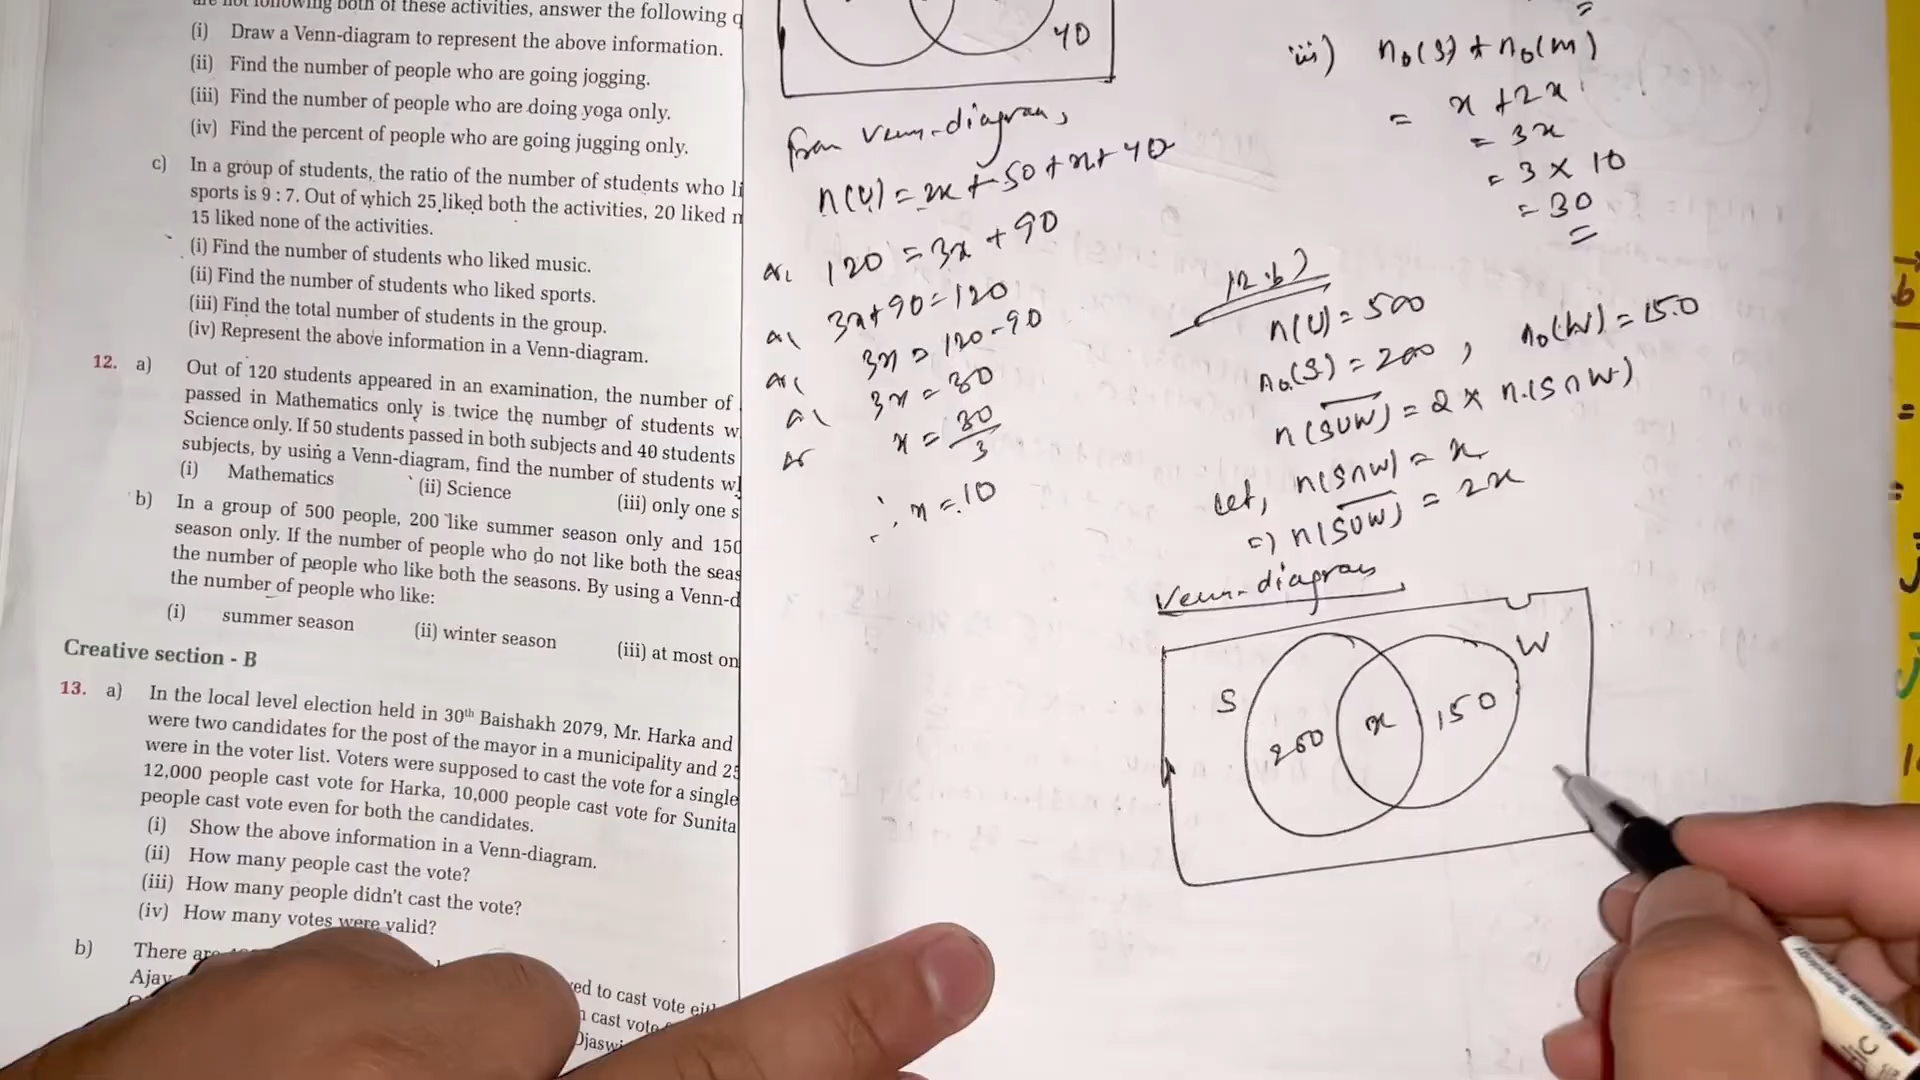 are not following both of these activities, answer the following q
(i) Draw a Venn-diagram to represent the above information.
(ii) Find the number of people who are going jogging.
(iii) Find the number of people who are doing yoga only.
(iv) Find the percent of people who are going jugging only.
c) In a group of students, the ratio of the number of students who li
sports is 9 : 7. Out of which 25 liked both the activities, 20 liked
15 liked none of the activities.
(i) Find the number of students who liked music.
(ii) Find the number of students who liked sports.
(iii) Find the total number of students in the group.
(iv) Represent the above information in a Venn-diagram.
12. a) Out of 120 students appeared in an examination, the number of
passed in Mathematics only is twice the number of students w
Science only. If 50 students passed in both subjects and 40 students
subjects, by using a Venn-diagram, find the number of students w
(i) Mathematics (ii) Science (iii) only one s
b) In a group of 500 people, 200 like summer season only and 150
season only. If the number of people who do not like both the seas
the number of people who like both the seasons. By using a Venn-d
the number of people who like:
(i) summer season (ii) winter season (iii) at most on
Creative section - B
13. a) In the local level election held in 30th Baishakh 2079, Mr. Harka and
were two candidates for the post of the mayor in a municipality and 25
were in the voter list. Voters were supposed to cast the vote for a single
12,000 people cast vote for Harka, 10,000 people cast vote for Sunita
people cast vote even for both the candidates.
(i) Show the above information in a Venn-diagram.
(ii) How many people cast the vote?
(iii) How many people didn't cast the vote?
(iv) How many votes were valid?
b) There are
Ajay
ed to cast vote eit
cast vote
Ojasw
40
from Venn-diagram,
n(U) = 2x + 50 + x + 40
or 120 = 3x + 90
or 3x + 90 = 120
or 3x = 120 - 90
or 3x = 30
or x = 30/3
∴ x = 10
iii) no(S) + no(M)
= x + 2x
= 3x
= 3 × 10
= 30
12.b)
n(U) = 500
no(S) = 200, no(W) = 150
n(S∪W)‾ = 2 × n(S∩W)
Let, n(S∩W) = x
=) n(S∪W)‾ = 2x
Venn-diagram
U
S W
200 x 150